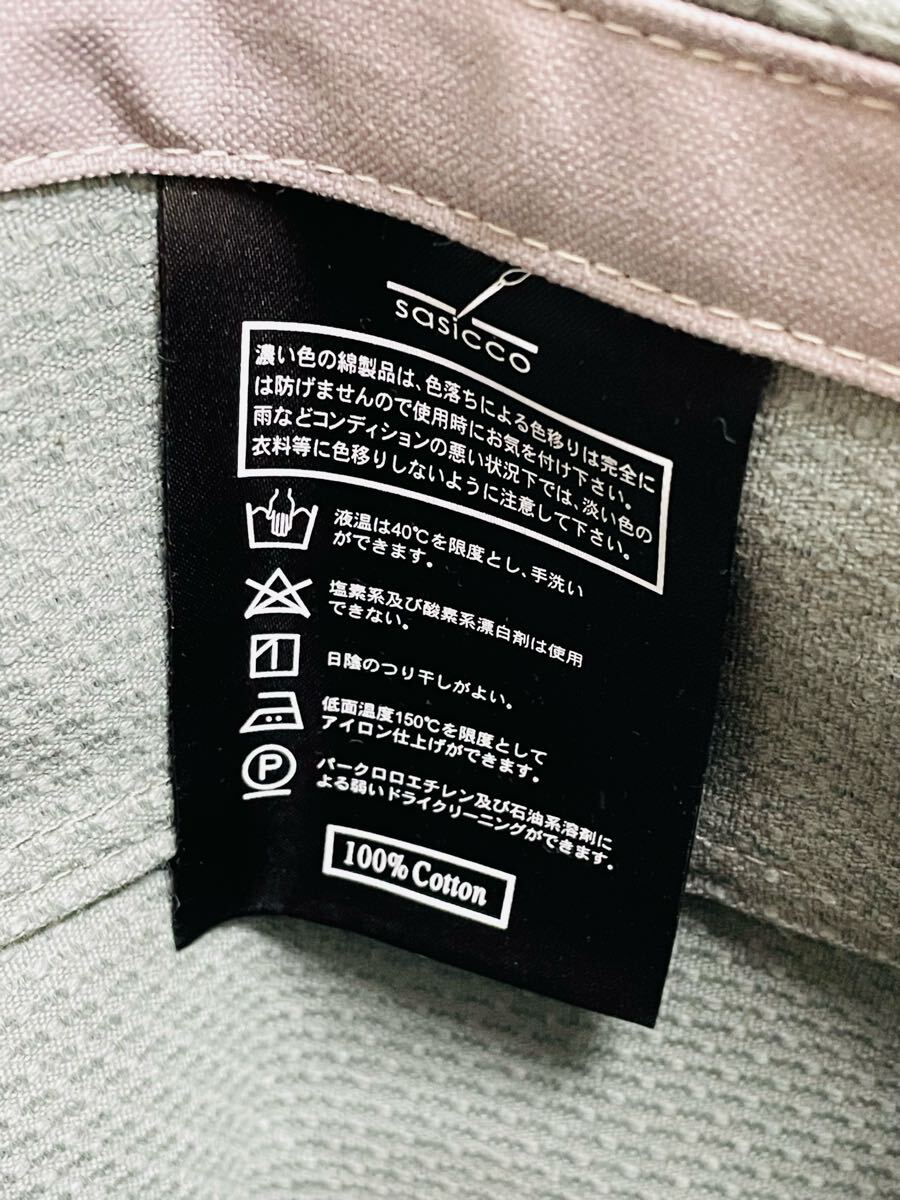 sasicco
濃い色の綿製品は、色落ちによる色移りは完全に
は防げませんので使用時にお気を付け下さい。
雨などコンディションの悪い状況下では、淡い色の
衣料等に色移りしないように注意して下さい。
液温は40℃を限度とし、手洗い
ができます。
塩素系及び酸素系漂白剤は使用
できない。
日陰のつり干しがよい。
低面温度150℃を限度として
アイロン仕上げができます。
P
パークロロエチレン及び石油系溶剤に
よる弱いドライクリーニングができます。
100% Cotton